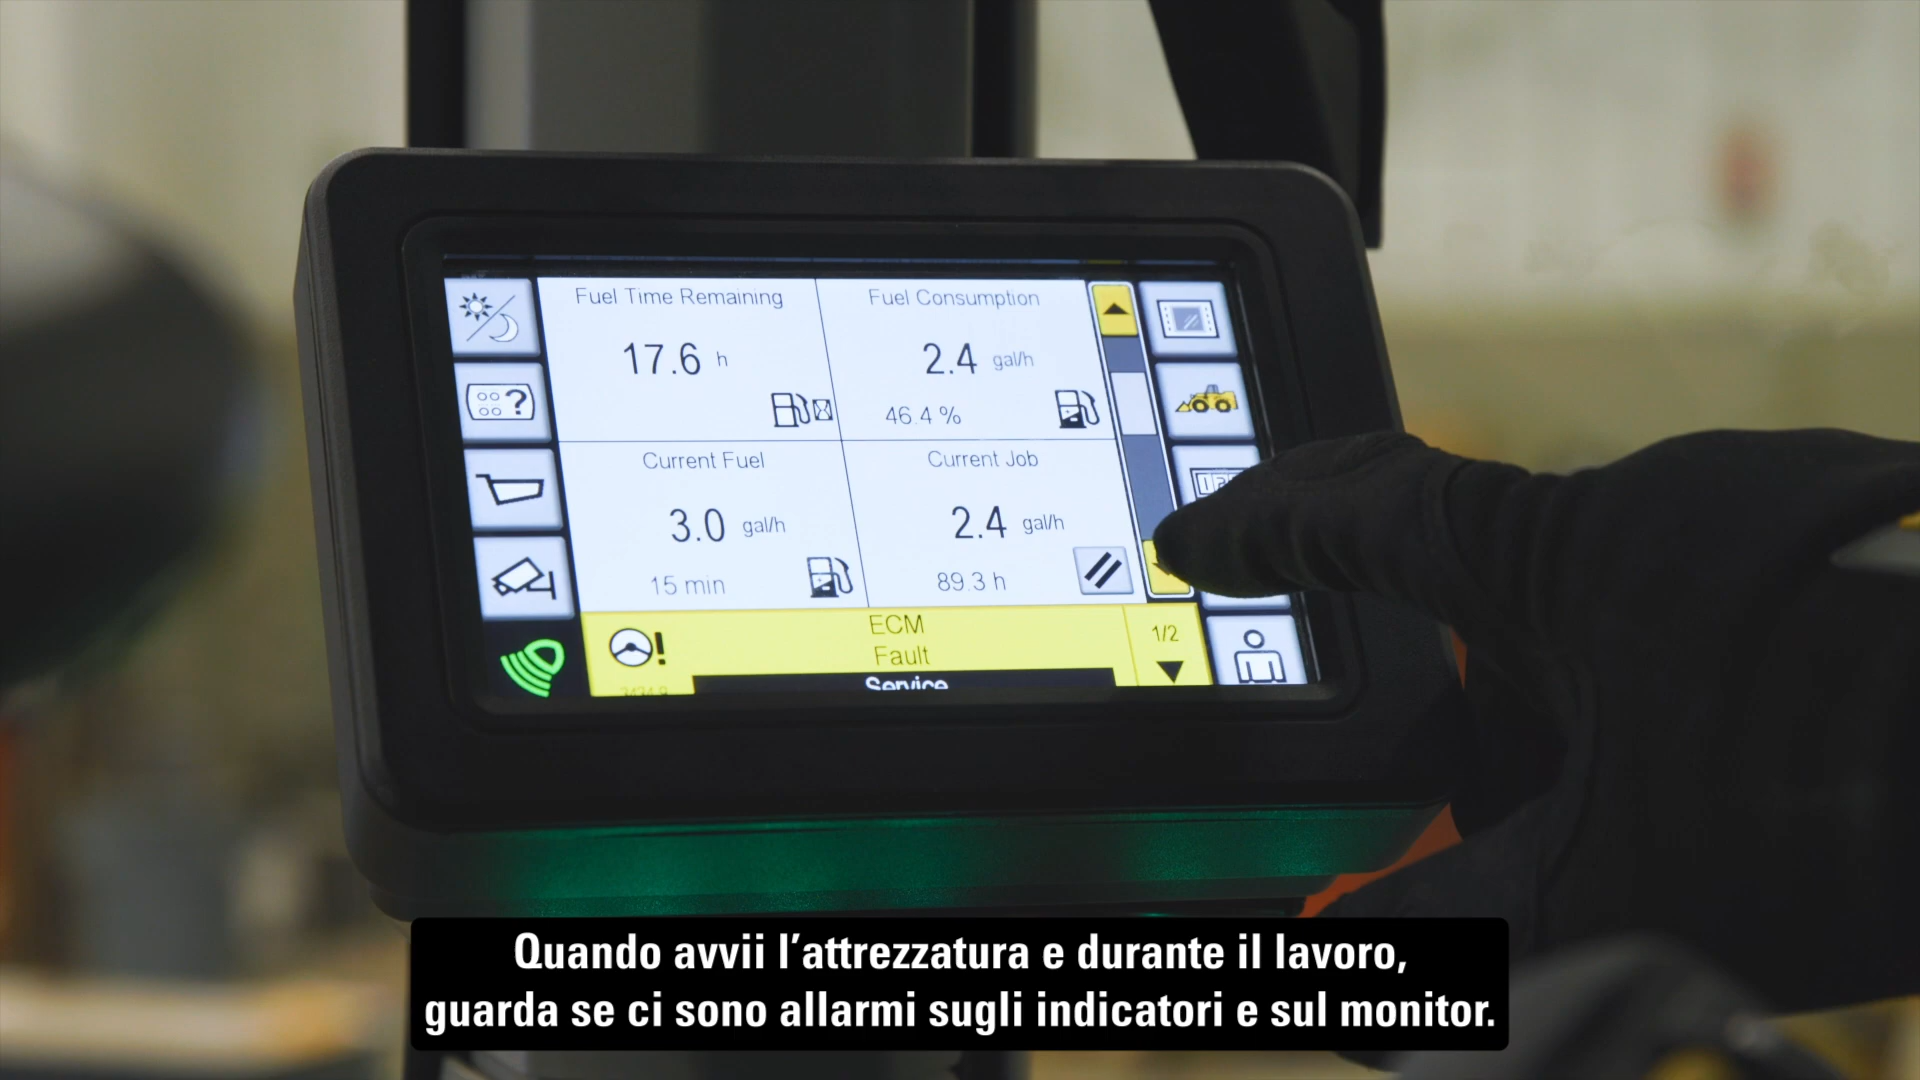 Fuel Time Remaining
17.6 h
Fuel Consumption
2.4 gal/h
46.4 %
Current Fuel
3.0 gal/h
15 min
Current Job
2.4 gal/h
89.3 h
ECM
Fault
1/2
Service
Quando avvii l’attrezzatura e durante il lavoro,
guarda se ci sono allarmi sugli indicatori e sul monitor.